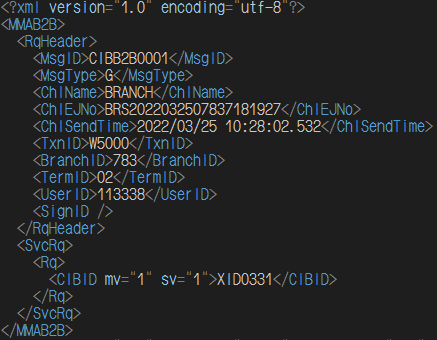 <?xml version="1.0" encoding="utf-8"?>
<MMAB2B>
<RqHeader>
<MsgID>CIBB2B0001</MsgID>
<MsgType>G</MsgType>
<ChlName>BRANCH</ChlName>
<ChlEJNo>BRS2022032507837181927</ChlEJNo>
<ChlSendTime>2022/03/25 10:28:02.532</ChlSendTime>
<TxnID>W5000</TxnID>
<BranchID>783</BranchID>
<TermID>02</TermID>
<UserID>113338</UserID>
<SignID />
</RqHeader>
<SvcRq>
<Rq>
<CIBID mv="1" sv="1">XID0331</CIBID>
</Rq>
</SvcRq>
</MMAB2B>